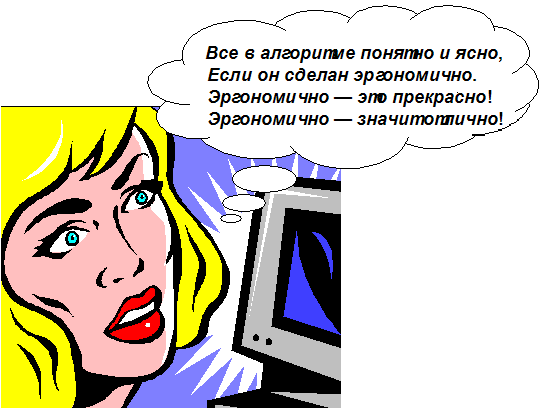 Все в алгоритме понятно и ясно,
Если он сделан эргономично.
Эргономично — это прекрасно!
Эргономично — значит отлично!